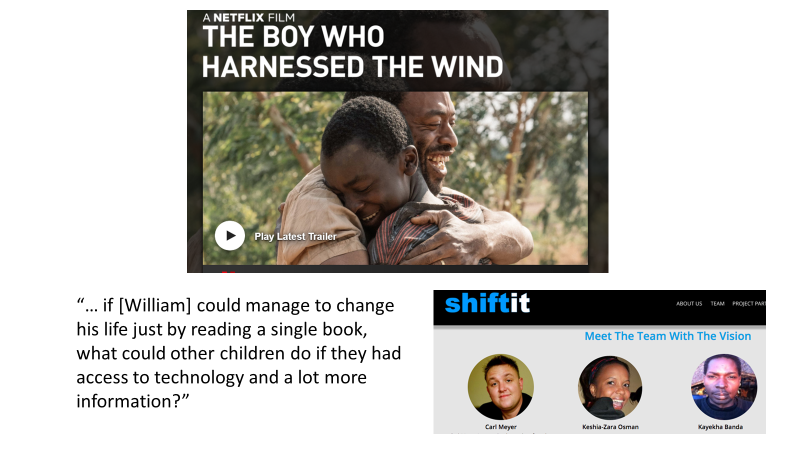 A NETFLIX FILM
THE BOY WHO
HARNESSED THE WIND
Play Latest Trailer
“… if [William] could manage to change
his life just by reading a single book,
what could other children do if they had
access to technology and a lot more
information?”
shiftit
ABOUT US TEAM PROJECT PART
Meet The Team With The Vision
Carl Meyer Keshia-Zara Osman Kayekha Banda